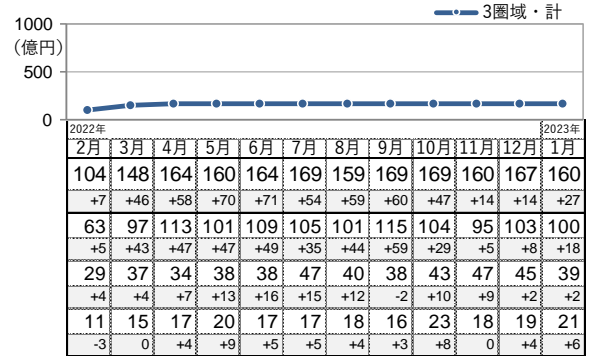 3圏域・計
1000
(億円)
500
0
2022年 2023年
2月 3月 4月 5月 6月 7月 8月 9月 10月 11月 12月 1月
104 148 164 160 164 169 159 169 169 160 167 160
+7 +46 +58 +70 +71 +54 +59 +60 +47 +14 +14 +27
63 97 113 101 109 105 101 115 104 95 103 100
+5 +43 +47 +47 +49 +35 +44 +59 +29 +5 +8 +18
29 37 34 38 38 47 40 38 43 47 45 39
+4 +4 +7 +13 +16 +15 +12 -2 +10 +9 +2 +2
11 15 17 20 17 17 18 16 23 18 19 21
-3 0 +4 +9 +5 +5 +4 +3 +8 0 +4 +6